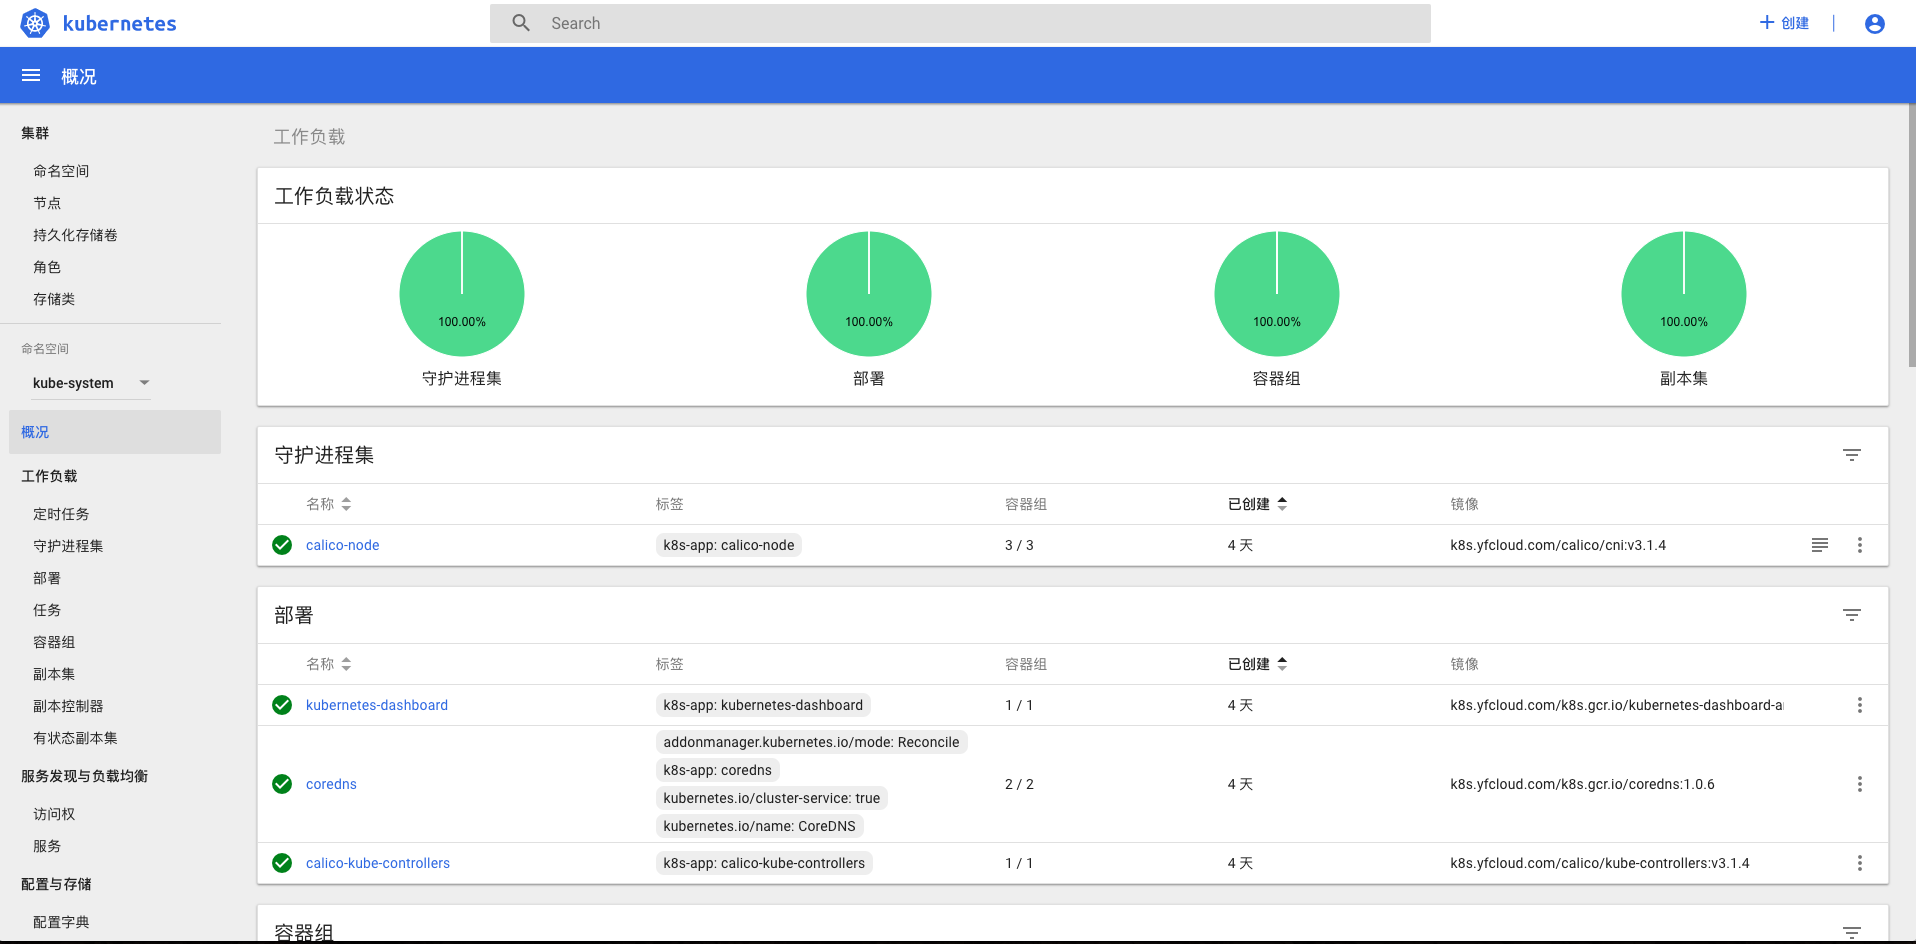 kubernetes
Search
创建
概况
集群
命名空间
节点
持久化存储卷
角色
存储类
命名空间
kube-system
概况
工作负载
定时任务
守护进程集
部署
任务
容器组
副本集
副本控制器
有状态副本集
服务发现与负载均衡
访问权
服务
配置与存储
配置字典
工作负载
工作负载状态
100.00% 100.00% 100.00% 100.00%
守护进程集 部署 容器组 副本集
守护进程集
名称 标签 容器组 已创建 镜像
calico-node k8s-app: calico-node 3 / 3 4 天 k8s.yfcloud.com/calico/cni:v3.1.4
部署
名称 标签 容器组 已创建 镜像
kubernetes-dashboard k8s-app: kubernetes-dashboard 1 / 1 4 天 k8s.yfcloud.com/k8s.gcr.io/kubernetes-dashboard-a
addonmanager.kubernetes.io/mode: Reconcile
k8s-app: coredns
coredns 2 / 2 4 天 k8s.yfcloud.com/k8s.gcr.io/coredns:1.0.6
kubernetes.io/cluster-service: true
kubernetes.io/name: CoreDNS
calico-kube-controllers k8s-app: calico-kube-controllers 1 / 1 4 天 k8s.yfcloud.com/calico/kube-controllers:v3.1.4
容器组